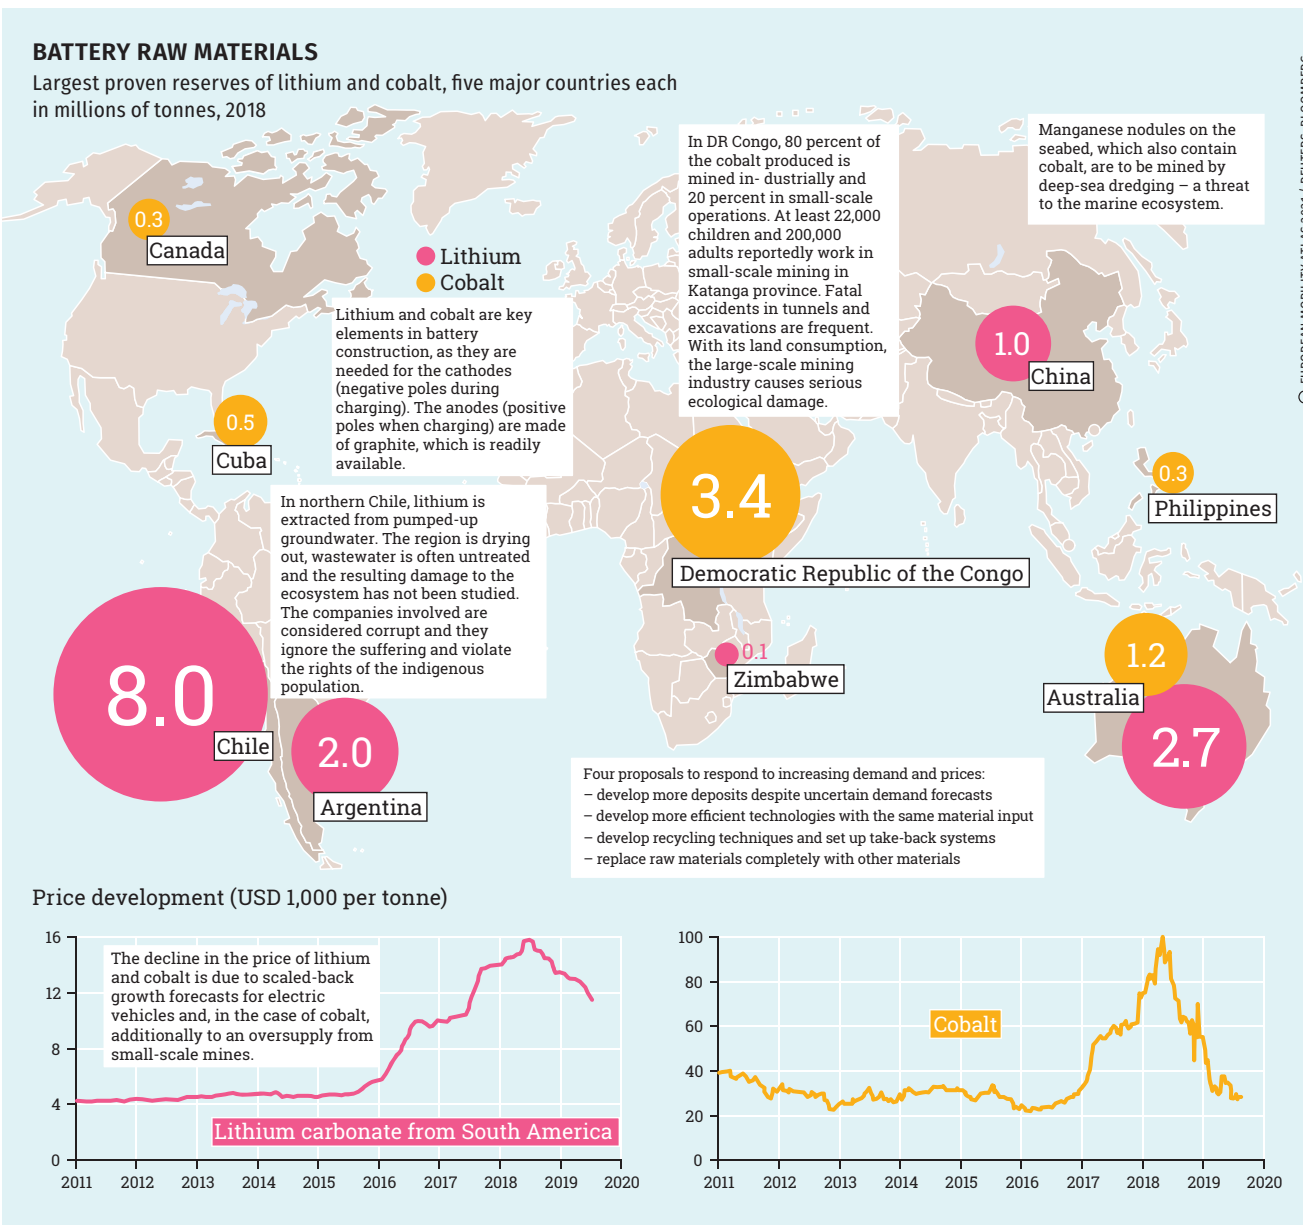 BATTERY RAW MATERIALS
Largest proven reserves of lithium and cobalt, five major countries each
in millions of tonnes, 2018
In DR Congo, 80 percent of
the cobalt produced is
mined in- dustrially and
20 percent in small-scale
operations. At least 22,000
children and 200,000
adults reportedly work in
small-scale mining in
Katanga province. Fatal
accidents in tunnels and
excavations are frequent.
With its land consumption,
the large-scale mining
industry causes serious
ecological damage.
Manganese nodules on the
seabed, which also contain
cobalt, are to be mined by
deep-sea dredging – a threat
to the marine ecosystem.
0.3
Canada
Lithium
Cobalt
Lithium and cobalt are key
elements in battery
construction, as they are
needed for the cathodes
(negative poles during
charging). The anodes (positive
poles when charging) are made
of graphite, which is readily
available.
1.0
China
0.5
Cuba
3.4
Democratic Republic of the Congo
0.3
Philippines
In northern Chile, lithium is
extracted from pumped-up
groundwater. The region is drying
out, wastewater is often untreated
and the resulting damage to the
ecosystem has not been studied.
The companies involved are
considered corrupt and they
ignore the suffering and violate
the rights of the indigenous
population.
8.0
Chile
2.0
Argentina
0.1
Zimbabwe
1.2
Australia
2.7
Four proposals to respond to increasing demand and prices:
– develop more deposits despite uncertain demand forecasts
– develop more efficient technologies with the same material input
– develop recycling techniques and set up take-back systems
– replace raw materials completely with other materials
Price development (USD 1,000 per tonne)
16
12
8
4
0
The decline in the price of lithium
and cobalt is due to scaled-back
growth forecasts for electric
vehicles and, in the case of cobalt,
additionally to an oversupply from
small-scale mines.
Lithium carbonate from South America
2011 2012 2013 2014 2015 2016 2017 2018 2019 2020
100
80
60
40
20
0
Cobalt
2011 2012 2013 2014 2015 2016 2017 2018 2019 2020